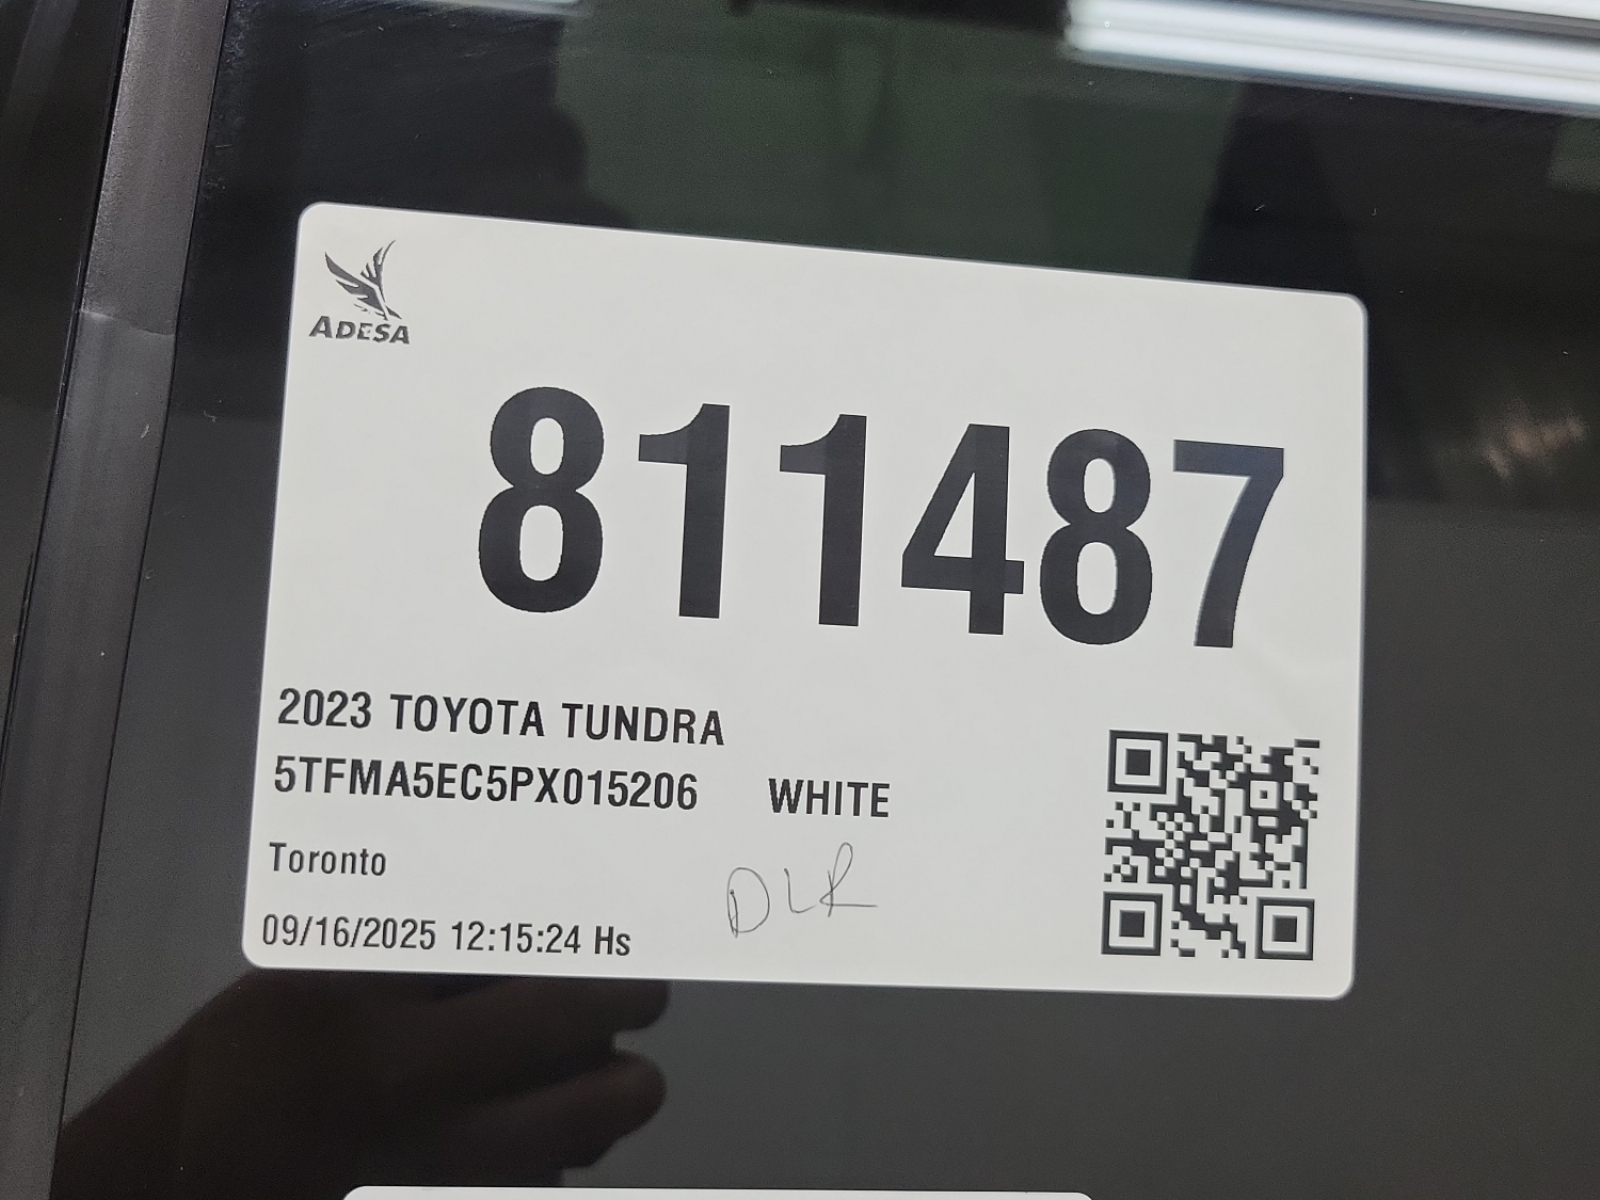 ADESA
811487
2023 TOYOTA TUNDRA
5TFMA5EC5PX015206 WHITE
Toronto
DLR
09/16/2025 12:15:24 Hs